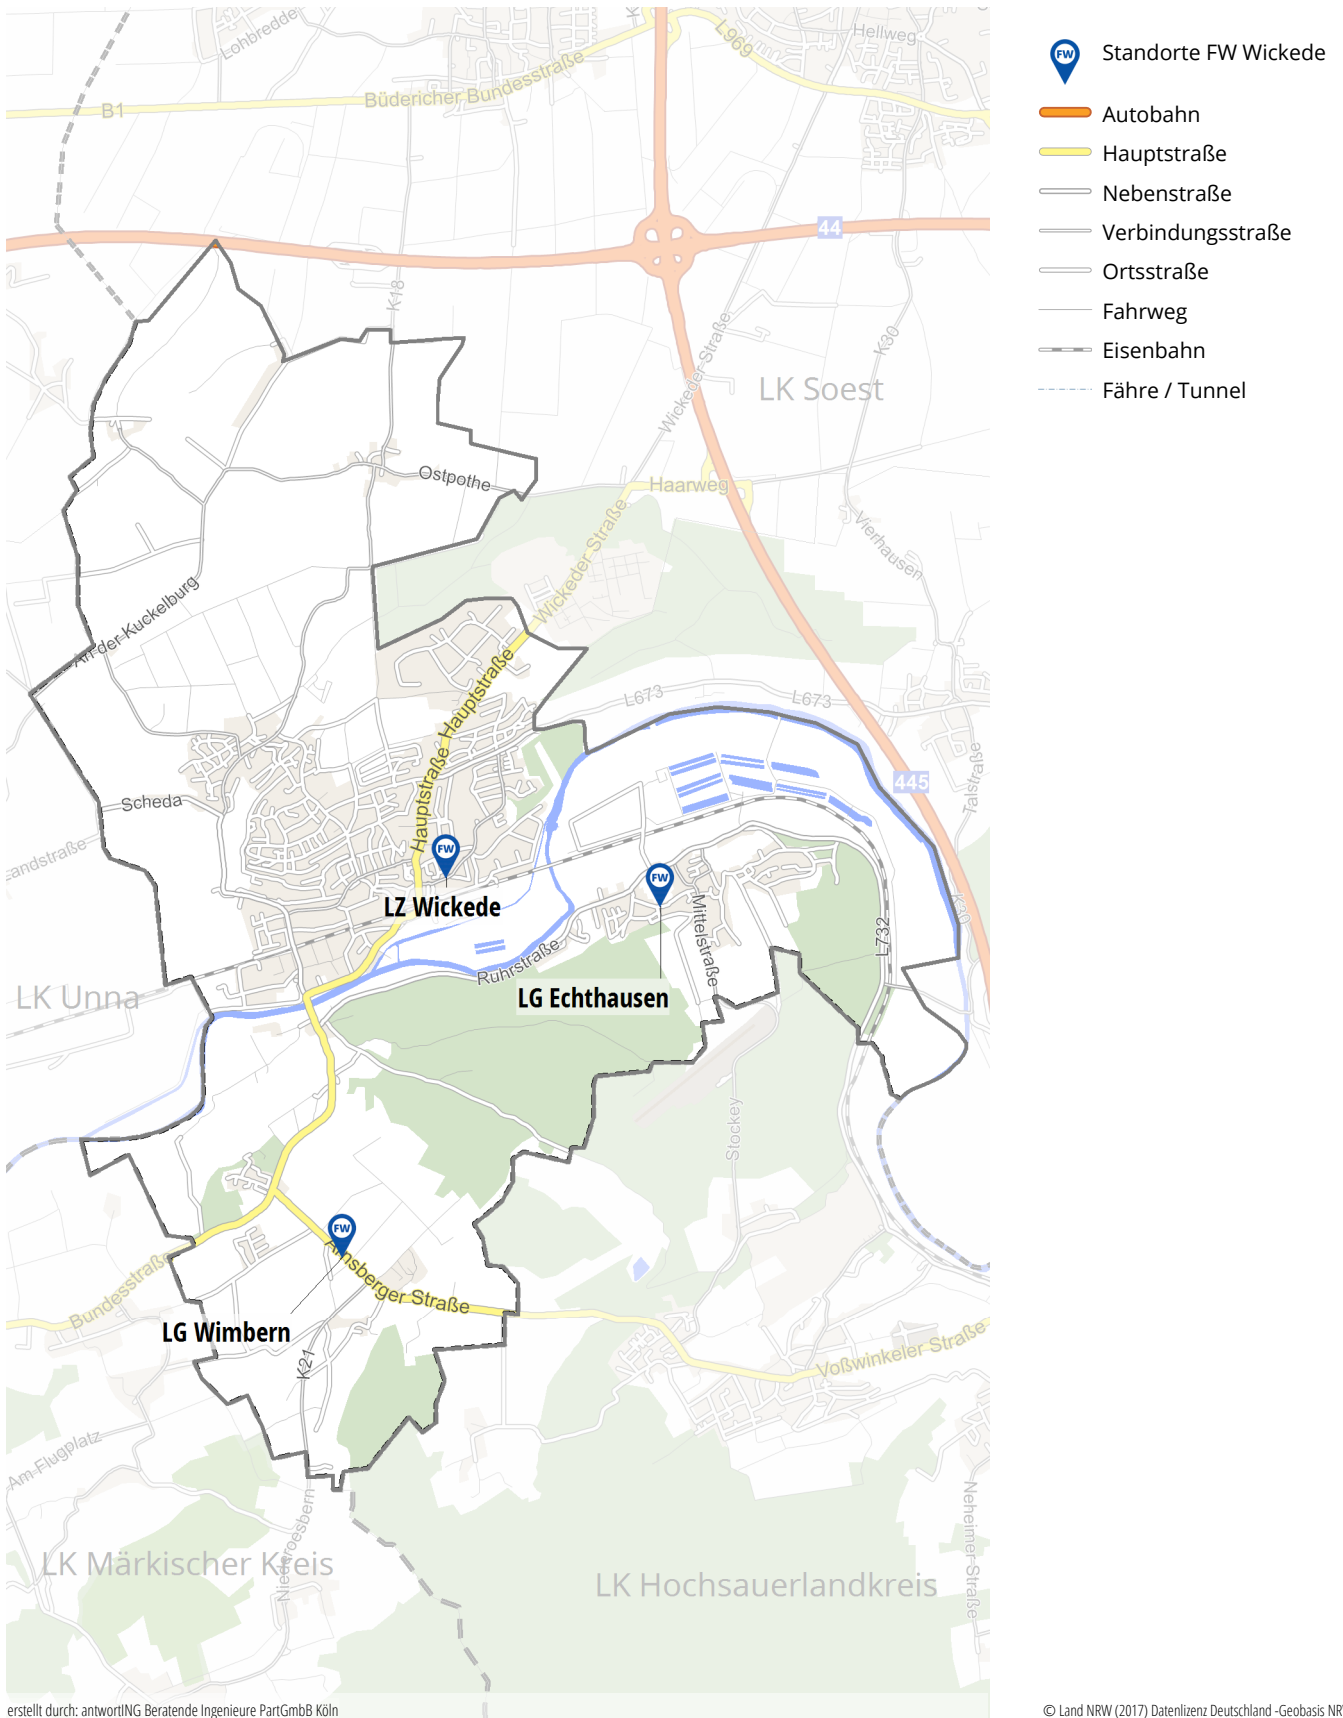 FW
Standorte FW Wickede
Autobahn
Hauptstraße
Nebenstraße
Verbindungsstraße
Ortsstraße
Fahrweg
Eisenbahn
Fähre / Tunnel
Lohbredde
L969
Hellweg
B1
Büdericher Bundesstraße
44
K18
K30
Wickeder-Straße
LK Soest
Ostpothe
Haarweg
Wickeder Straße
Vierhausen
An der Kuckelburg
Hauptstraße
Hauptstraße
L673
L673
445
Talstraße
Scheda
FW
LZ Wickede
FW
Mittelstraße
L732
K30
Ruhrstraße
LG Echthausen
LK Unna
Stockey
FW
Arnsberger Straße
Bundesstraße
LG Wimbern
K21
Voßwinkeler Straße
Am-Flugplatz
Niederoesbern
Neheimer-Straße
LK Märkischer Kreis
LK Hochsauerlandkreis
erstellt durch: antwortING Beratende Ingenieure PartGmbB Köln
© Land NRW (2017) Datenlizenz Deutschland -Geobasis